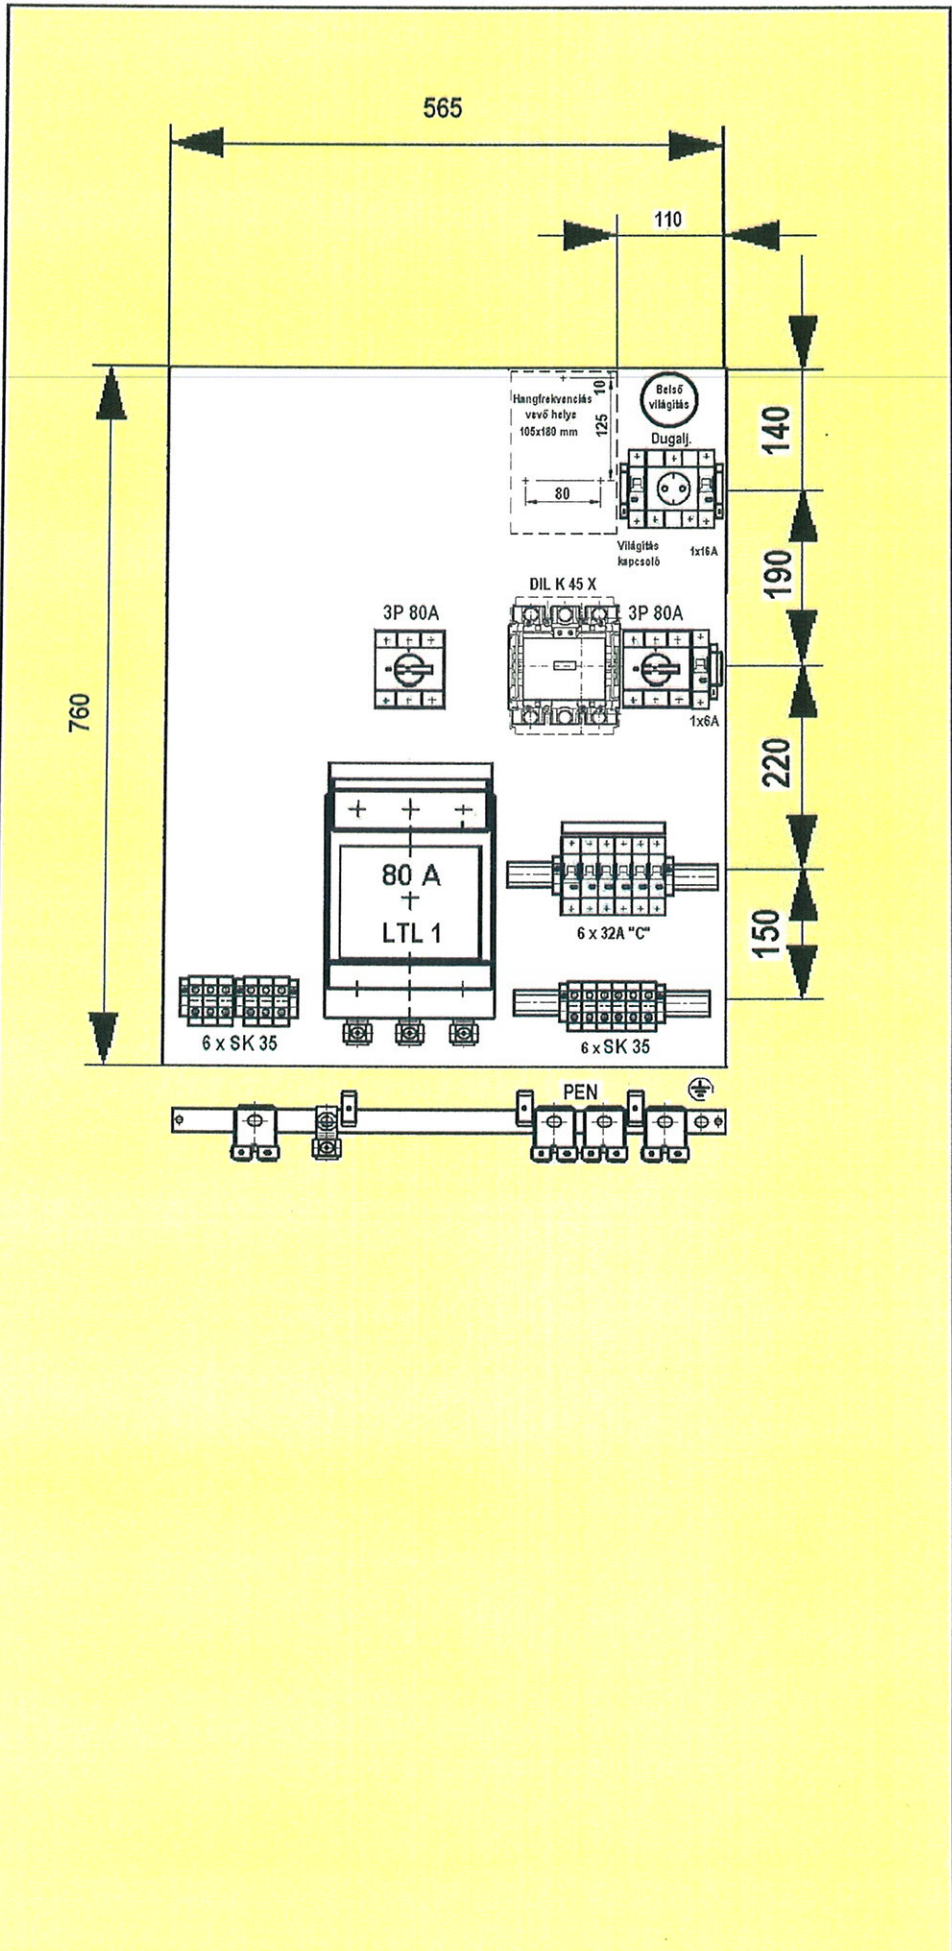 565
110
Hangfrekvenciás
vevő helye
105x180 mm
10
125
80
Belső
világítás
Dugalj.
140
Világítás
kapcsoló
1x16A
190
DIL K 45 X
3P 80A
3P 80A
1x6A
760
220
80 A
LTL 1
6 x 32A "C"
150
6 x SK 35
6 x SK 35
PEN